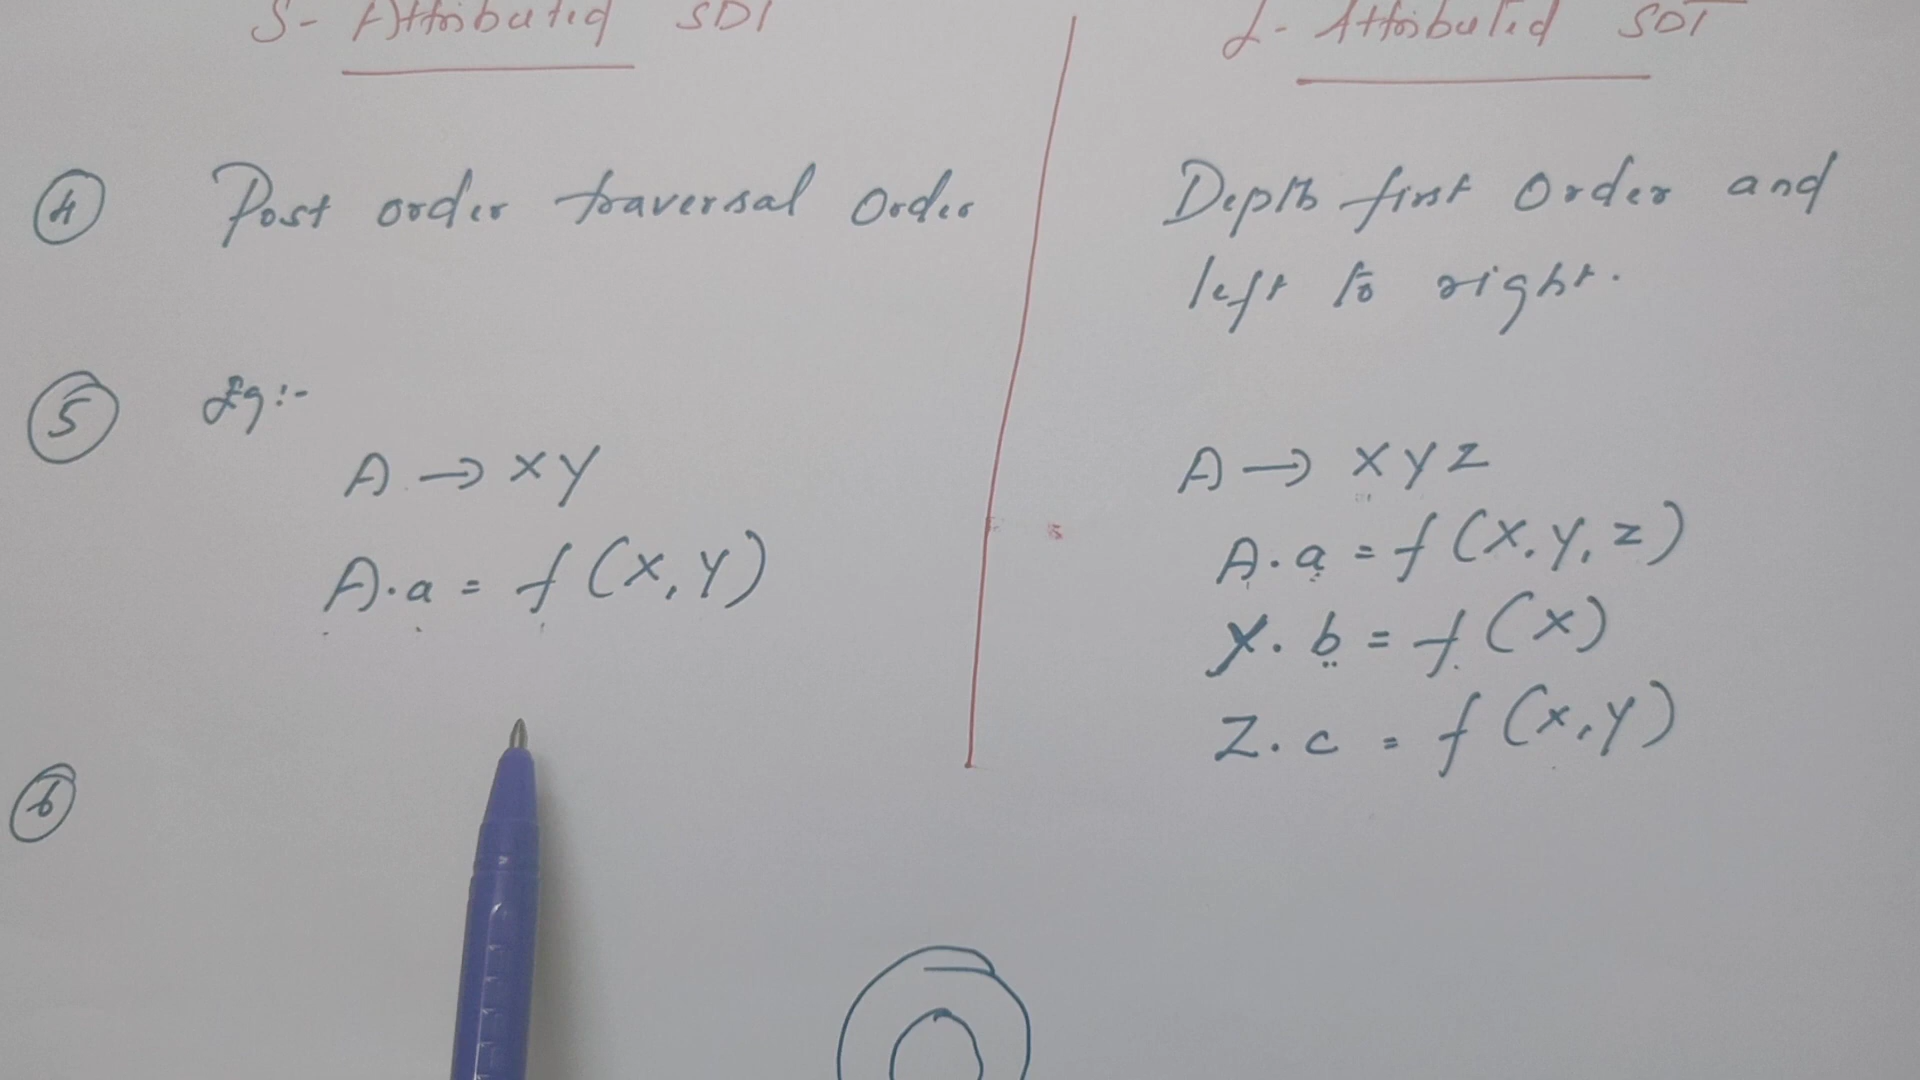 S- Attributed SDT
L- Attributed SDT
4 Post order traversal Order
Depth first Order and
left to right.
5 Eg:-
A → XY
A.a = f(X,Y)
A → XYZ
A.a = f(X,Y,Z)
Y.b = f(X)
Z.c = f(X,Y)
6